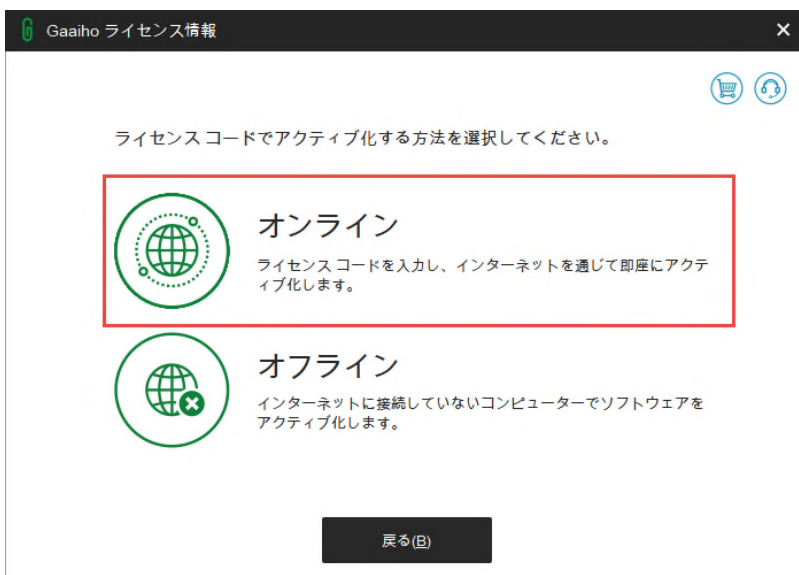 Gaaiho ライセンス情報
ライセンス コードでアクティブ化する方法を選択してください。
オンライン
ライセンス コードを入力し、インターネットを通じて即座にアクテ
ィブ化します。
オフライン
インターネットに接続していないコンピューターでソフトウェアを
アクティブ化します。
戻る(B)